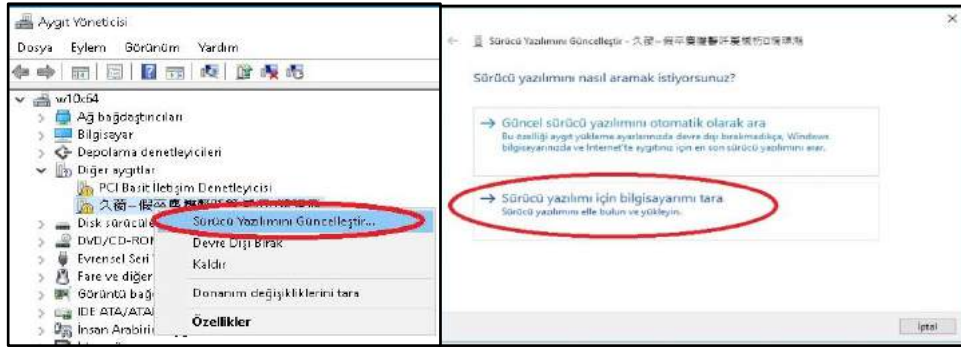 Aygıt Yöneticisi
Dosya Eylem Görünüm Yardım
w10x64
Ağ bağdaştırıcıları
Bilgisayar
Depolama denetleyicileri
Diğer aygıtlar
PCI Basit İletişim Denetleyicisi
Disk sürücüle
Sürücü Yazılımını Güncelleştir...
DVD/CD-ROM
Devre Dışı Bırak
Evrensel Seri
Kaldır
Fare ve diğer
Görüntü bağı
Donanım değişikliklerini tara
IDE ATA/ATA
İnsan Arabiri
Özellikler
Sürücü Yazılımını Güncelleştir -
Sürücü yazılımını nasıl aramak istiyorsunuz?
Güncel sürücü yazılımını otomatik olarak ara
Bu özelliği aygıt yükleme ayarlarınızda devre dışı bırakmadıkça, Windows
bilgisayarınızda ve Internet'te aygıtınız için en son sürücü yazılımını arar.
Sürücü yazılımı için bilgisayarımı tara
Sürücü yazılımını elle bulun ve yükleyin.
İptal